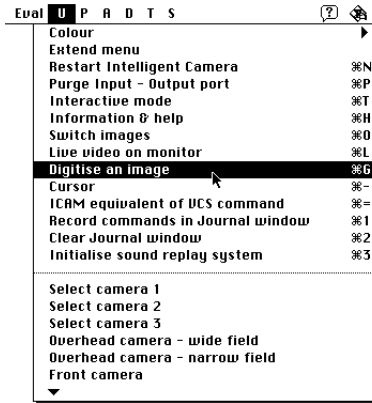 Eval U P A D T S ?
Colour
Extend menu
Restart Intelligent Camera ⌘N
Purge Input - Output port ⌘P
Interactive mode ⌘T
Information & help ⌘H
Switch images ⌘O
Live video on monitor ⌘L
Digitise an image ⌘G
Cursor ⌘-
ICAM equivalent of VCS command ⌘=
Record commands in Journal window ⌘1
Clear Journal window ⌘2
Initialise sound replay system ⌘3
Select camera 1
Select camera 2
Select camera 3
Overhead camera - wide field
Overhead camera - narrow field
Front camera